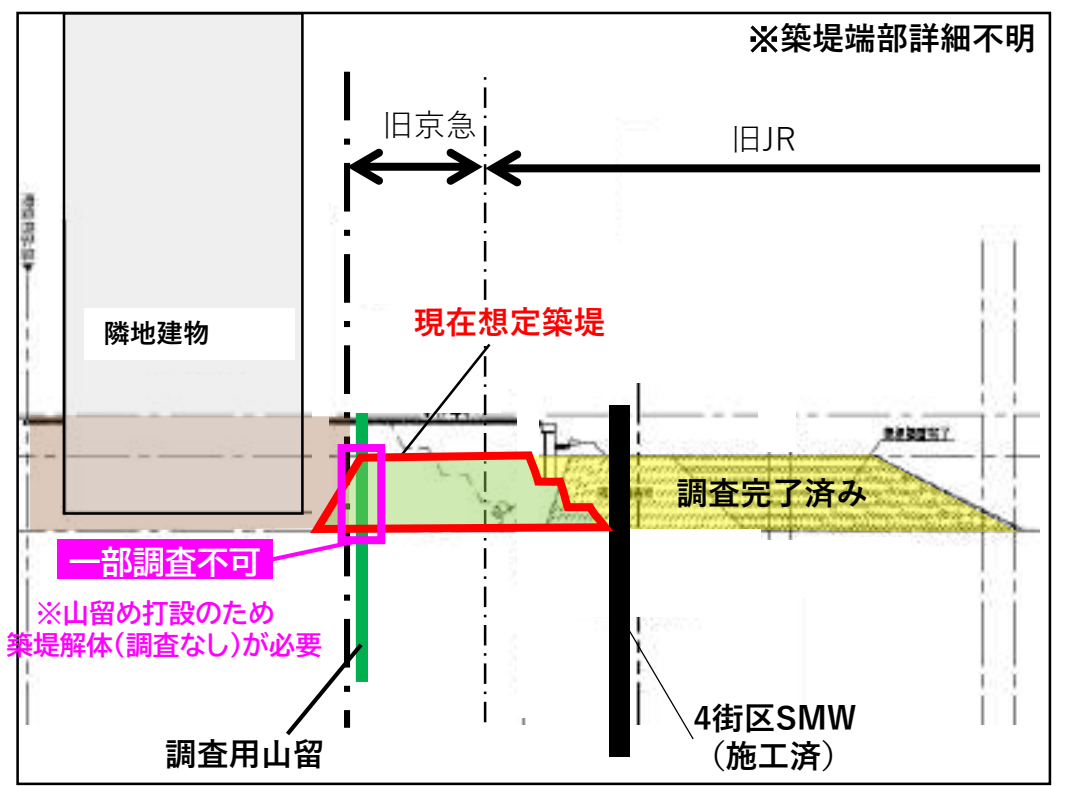 ※築堤端部詳細不明
旧京急
旧JR
現在想定築堤
隣地建物
調査完了済み
一部調査不可
※山留め打設のため
築堤解体(調査なし)が必要
調査用山留
4街区SMW
(施工済)